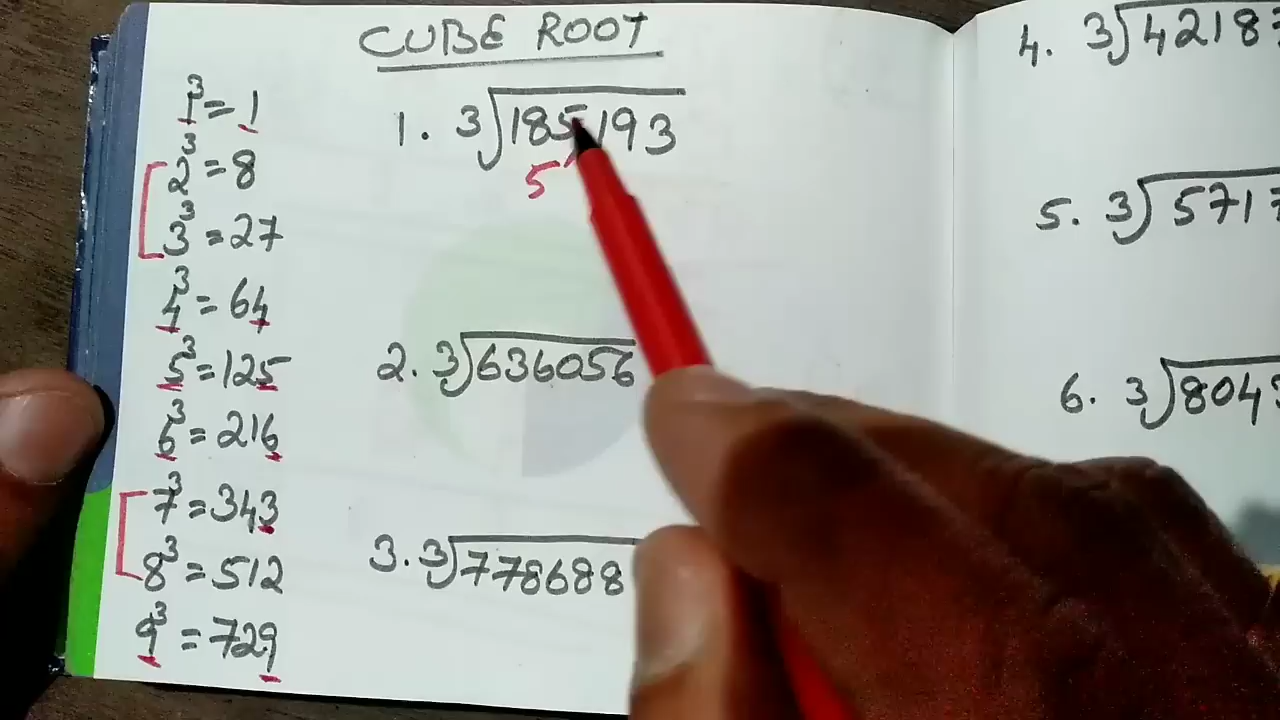 CUBE ROOT
1³ = 1
2³ = 8
3³ = 27
4³ = 64
5³ = 125
6³ = 216
7³ = 343
8³ = 512
9³ = 729
1. 3√185193
5
2. 3√636056
3. 3√778688
4. 3√4218
5. 3√571
6. 3√804